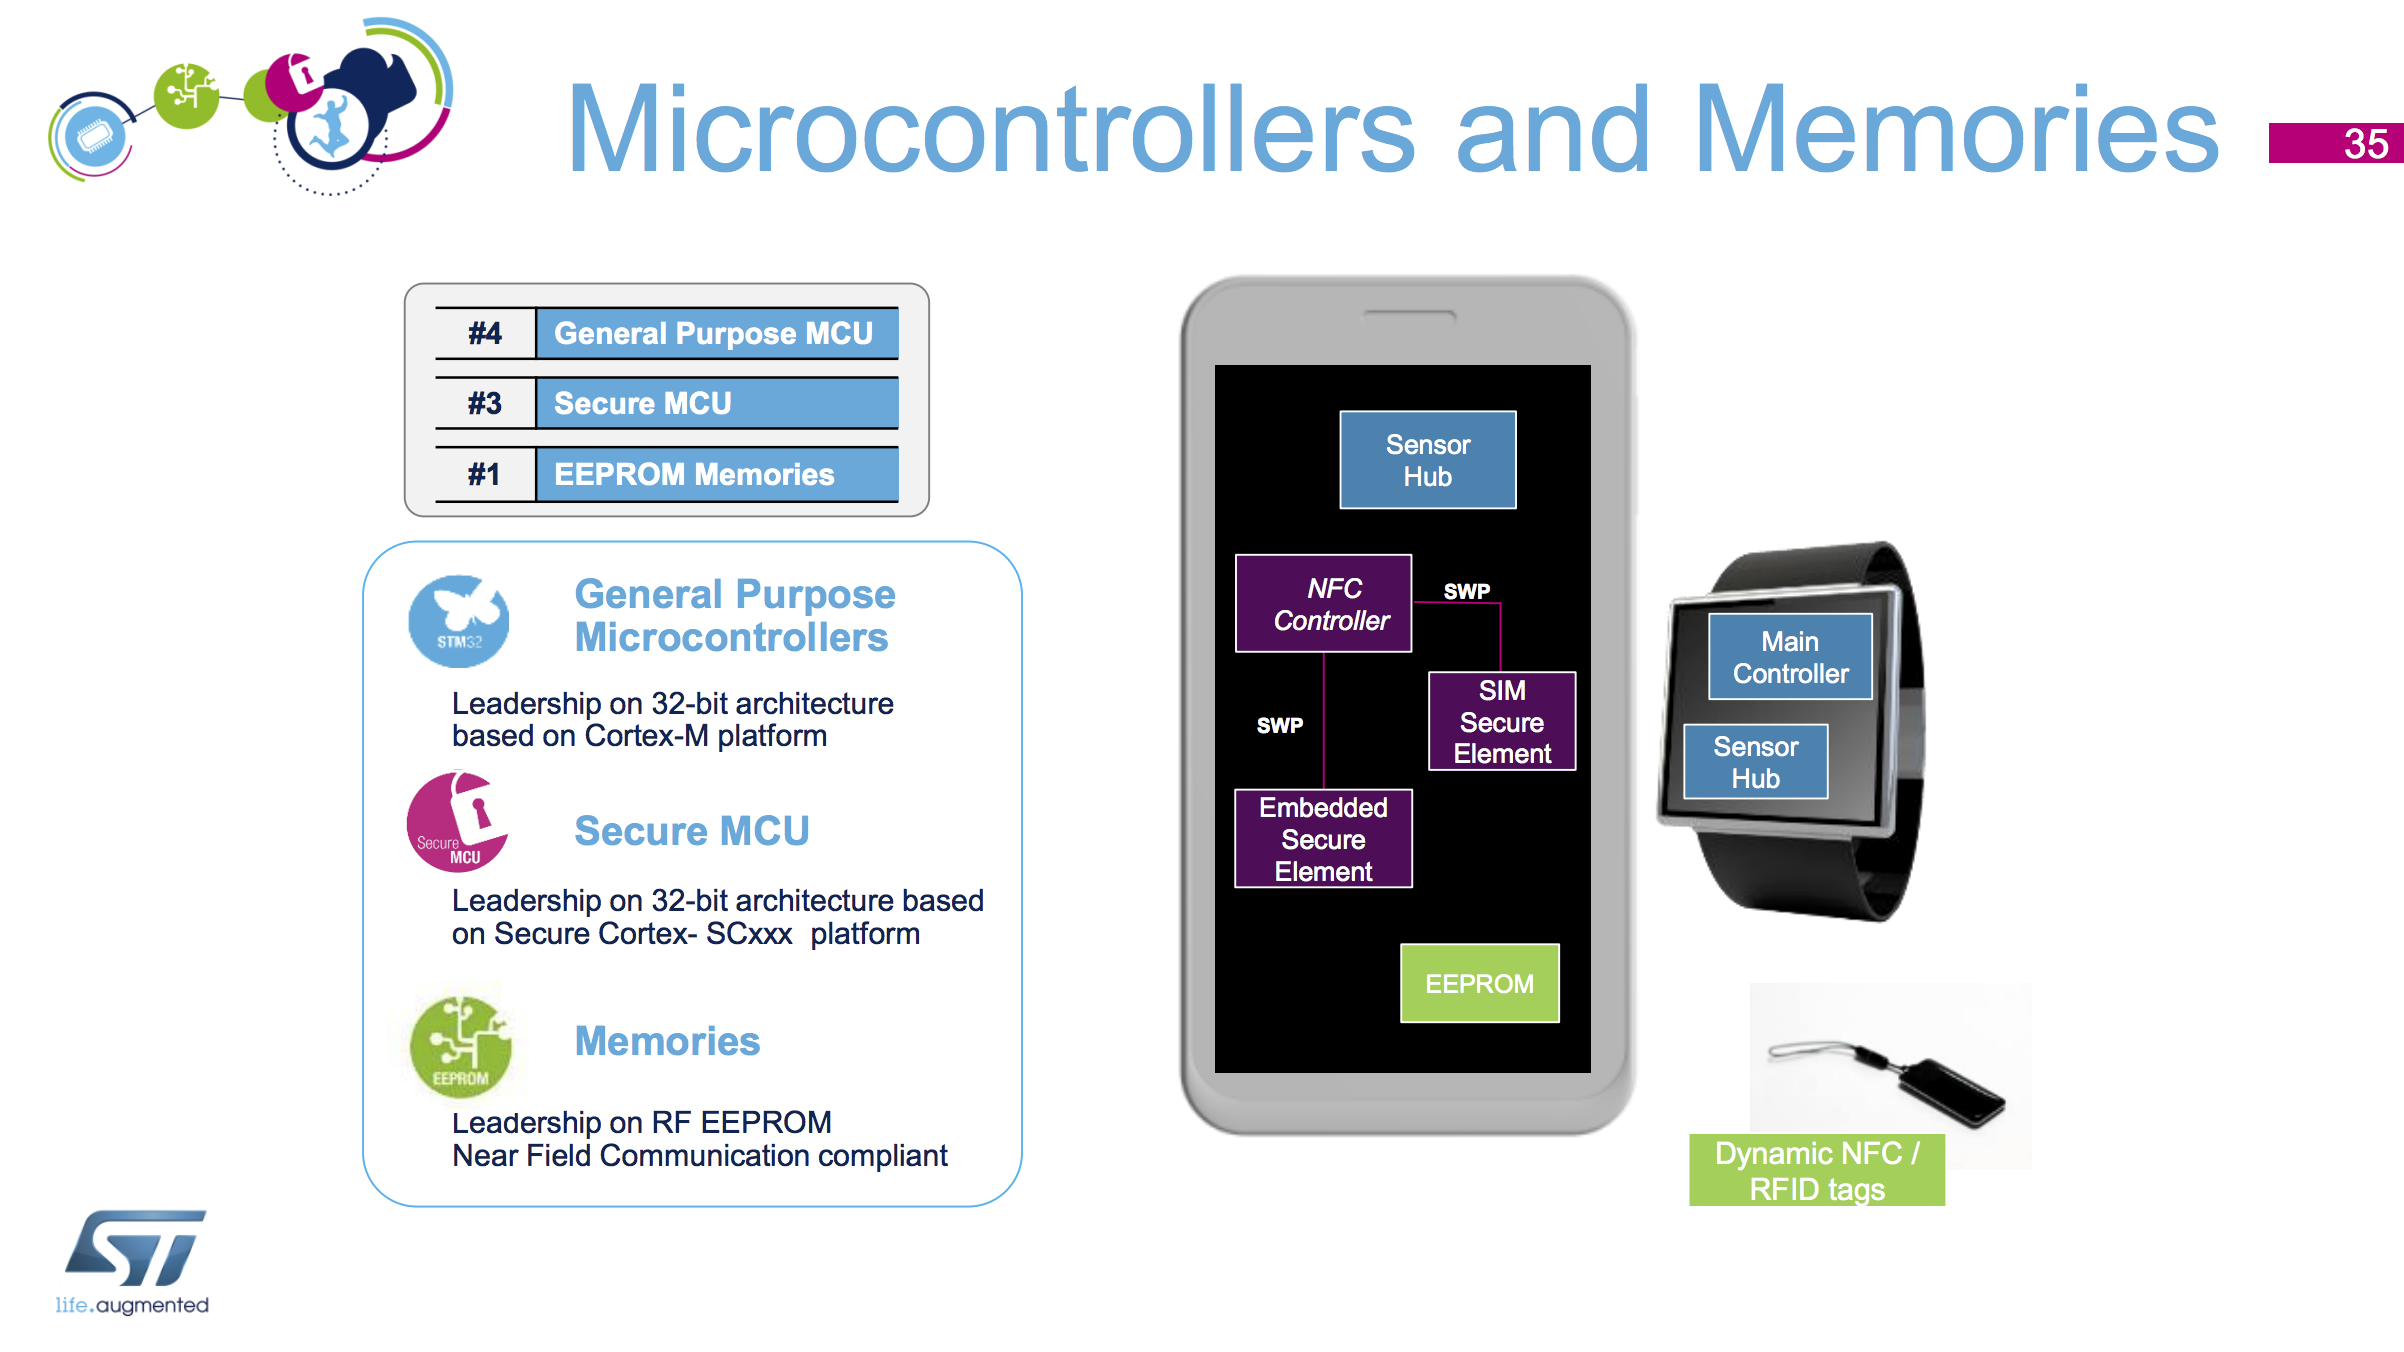 Microcontrollers and Memories
35
#4 General Purpose MCU
#3 Secure MCU
#1 EEPROM Memories
STM32
General Purpose
Microcontrollers
Leadership on 32-bit architecture
based on Cortex-M platform
Secure
MCU
Secure MCU
Leadership on 32-bit architecture based
on Secure Cortex- SCxxx platform
EEPROM
Memories
Leadership on RF EEPROM
Near Field Communication compliant
Sensor
Hub
NFC
Controller
SWP
SIM
Secure
Element
SWP
Embedded
Secure
Element
EEPROM
Main
Controller
Sensor
Hub
Dynamic NFC /
RFID tags
ST
life.augmented